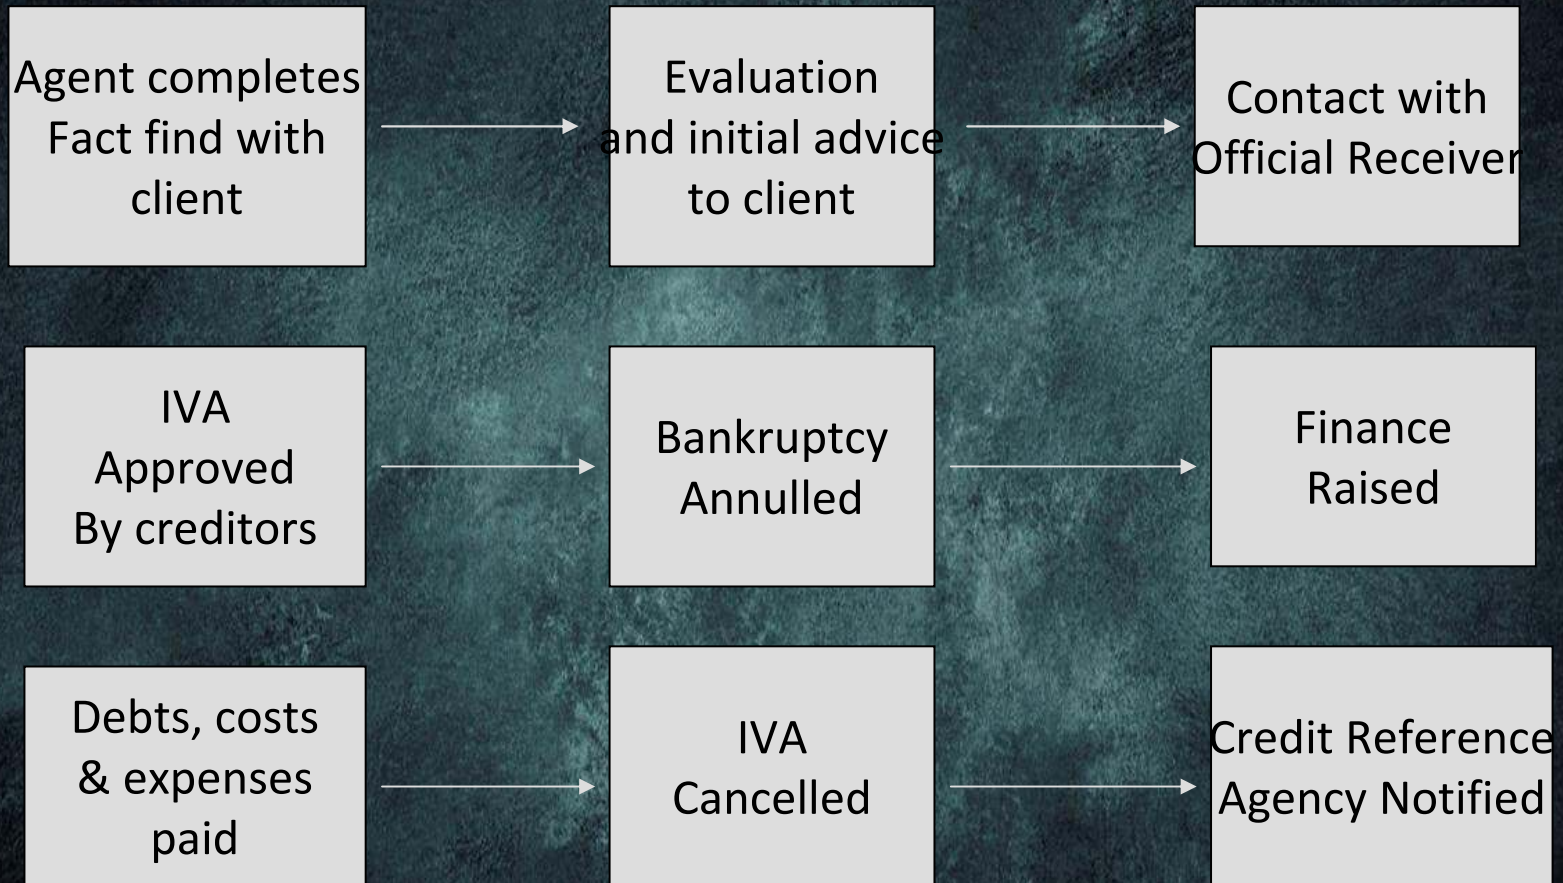 Agent completes
Fact find with
client
Evaluation
and initial advice
to client
Contact with
Official Receiver
IVA
Approved
By creditors
Bankruptcy
Annulled
Finance
Raised
Debts, costs
& expenses
paid
IVA
Cancelled
Credit Reference
Agency Notified